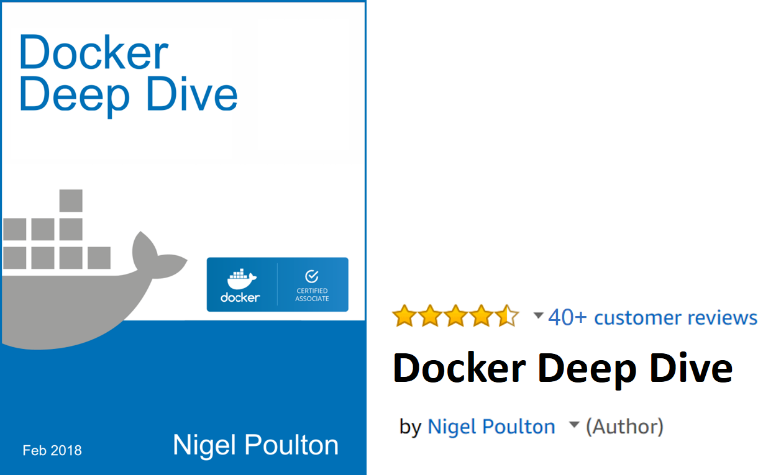 Docker
Deep Dive
docker
CERTIFIED
ASSOCIATE
Feb 2018
Nigel Poulton
40+ customer reviews
Docker Deep Dive
by Nigel Poulton (Author)